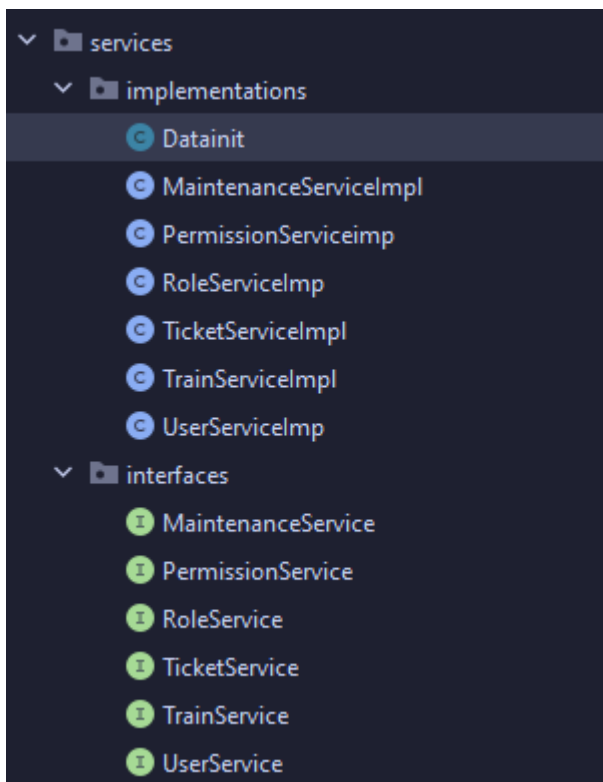 services
implementations
C Datainit
C MaintenanceServiceImpl
C PermissionServiceimp
C RoleServiceImp
C TicketServiceImpl
C TrainServiceImpl
C UserServiceImp
interfaces
I MaintenanceService
I PermissionService
I RoleService
I TicketService
I TrainService
I UserService